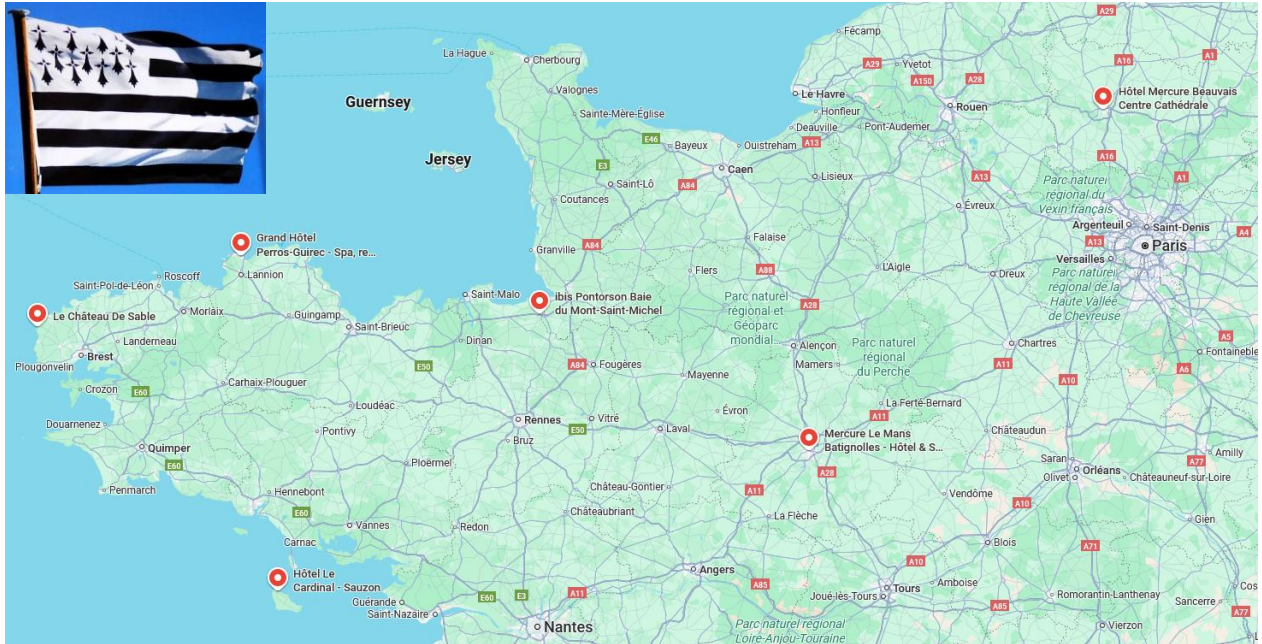 A29
Fécamp
La Hague
Cherbourg
A29
Yvetot
A150
A28
A16
A1
Valognes
Guernsey
Le Havre
Hôtel Mercure Beauvais
Centre Cathédrale
Sainte-Mère-Église
Honfleur
Rouen
Deauville
Pont-Audemer
E46
Bayeux
Ouistreham
A13
Jersey
E3
Caen
A16
Saint-Lô
A84
Lisieux
A13
A1
Coutances
Évreux
Parc naturel
régional du
Vexin français
Argenteuil
Saint-Denis
A4
Grand Hôtel
Perros-Guirec - Spa, re...
Granville
A84
Falaise
A13
Paris
Versailles
Roscoff
Lannion
Flers
A88
L'Aigle
Dreux
Parc naturel
régional de la
Haute Vallée
de Chevreuse
Saint-Pol-de-Léon
Saint-Malo
ibis Pontorson Baie
du Mont-Saint-Michel
Parc naturel
régional et
Géoparc
mondial...
A28
Le Château De Sable
Morlaix
Guingamp
Saint-Brieuc
Landerneau
Dinan
Alençon
Parc naturel
régional
du Perche
Chartres
A5
Fontaineble
Brest
Plougonvelin
E50
A84
Fougères
Mayenne
Mamers
A11
A10
A6
Crozon
E60
Carhaix-Plouguer
Loudéac
Évron
La Ferté-Bernard
Douarnenez
Pontivy
Rennes
Vitré
E50
Laval
A11
Châteaudun
Quimper
Bruz
Mercure Le Mans
Batignolles - Hôtel & S...
Amilly
E60
Ploërmel
A28
Saran
Orléans
A77
Olivet
Châteauneuf-sur-Loire
Penmarch
Hennebont
Château-Gontier
A11
Vendôme
A10
E60
Vannes
Redon
Châteaubriant
La Flèche
Gien
Carnac
Blois
A71
Hôtel Le
Cardinal - Sauzon
Angers
A10
Amboise
A85
Tours
Joué-lès-Tours
Romorantin-Lanthenay
Cos
Guérande
Saint-Nazaire
E60
E3
A11
Sancerre
A77
Nantes
Parc naturel régional
Loire-Anjou-Touraine
Vierzon